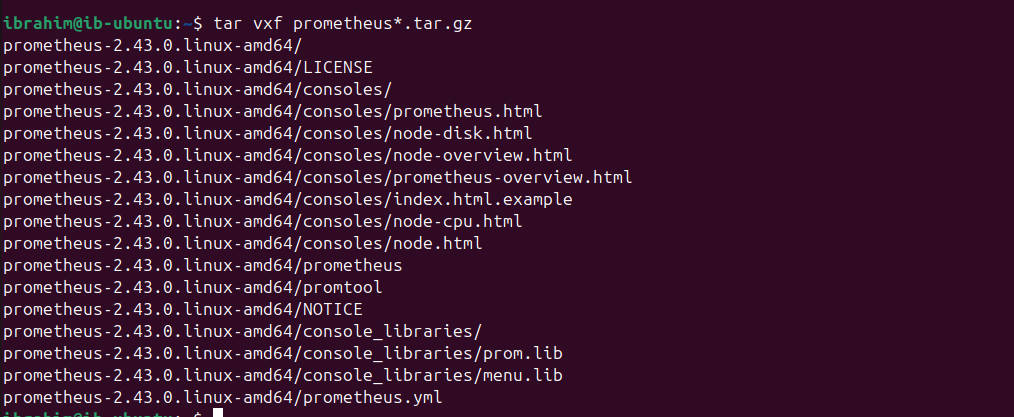 ibrahim@ib-ubuntu:~$ tar vxf prometheus*.tar.gz
prometheus-2.43.0.linux-amd64/
prometheus-2.43.0.linux-amd64/LICENSE
prometheus-2.43.0.linux-amd64/consoles/
prometheus-2.43.0.linux-amd64/consoles/prometheus.html
prometheus-2.43.0.linux-amd64/consoles/node-disk.html
prometheus-2.43.0.linux-amd64/consoles/node-overview.html
prometheus-2.43.0.linux-amd64/consoles/prometheus-overview.html
prometheus-2.43.0.linux-amd64/consoles/index.html.example
prometheus-2.43.0.linux-amd64/consoles/node-cpu.html
prometheus-2.43.0.linux-amd64/consoles/node.html
prometheus-2.43.0.linux-amd64/prometheus
prometheus-2.43.0.linux-amd64/promtool
prometheus-2.43.0.linux-amd64/NOTICE
prometheus-2.43.0.linux-amd64/console_libraries/
prometheus-2.43.0.linux-amd64/console_libraries/prom.lib
prometheus-2.43.0.linux-amd64/console_libraries/menu.lib
prometheus-2.43.0.linux-amd64/prometheus.yml
ibrahim@ib-ubuntu:~$